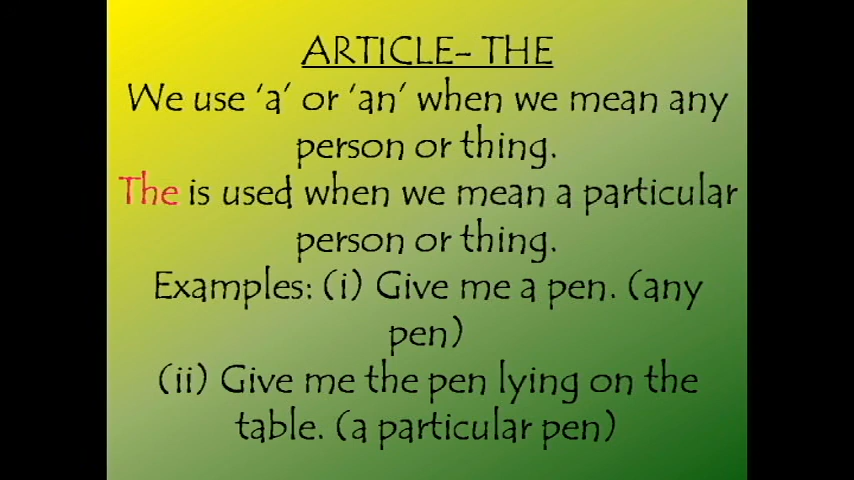 ARTICLE- THE
We use ‘a’ or ‘an’ when we mean any
person or thing.
The is used when we mean a particular
person or thing.
Examples: (i) Give me a pen. (any
pen)
(ii) Give me the pen lying on the
table. (a particular pen)